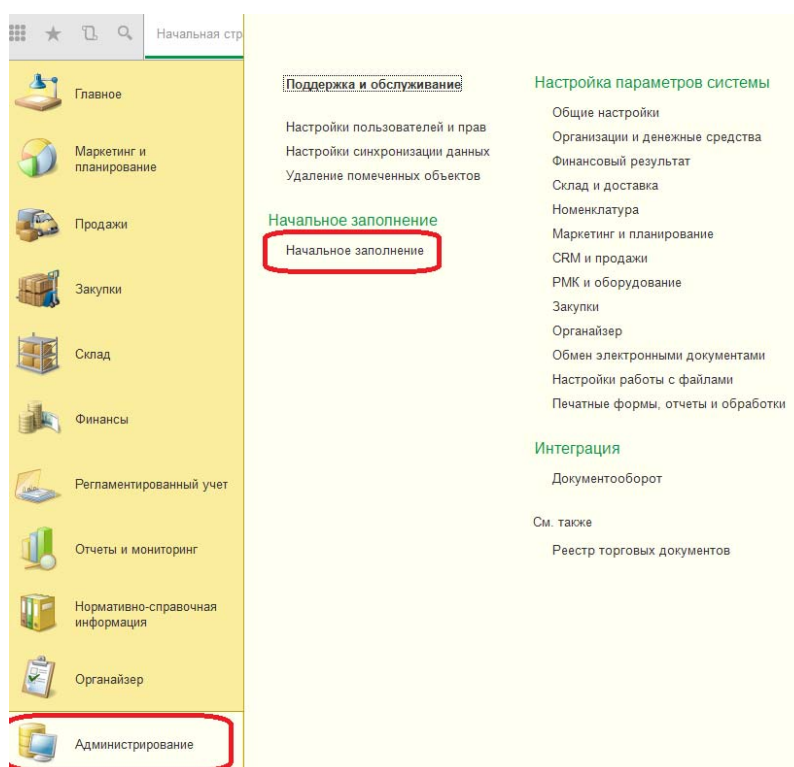 Начальная стр
Главное
Маркетинг и
планирование
Продажи
Закупки
Склад
Финансы
Регламентированный учет
Отчеты и мониторинг
Нормативно-справочная
информация
Органайзер
Администрирование
Поддержка и обслуживание
Настройки пользователей и прав
Настройки синхронизации данных
Удаление помеченных объектов
Начальное заполнение
Начальное заполнение
Настройка параметров системы
Общие настройки
Организации и денежные средства
Финансовый результат
Склад и доставка
Номенклатура
Маркетинг и планирование
CRM и продажи
РМК и оборудование
Закупки
Органайзер
Обмен электронными документами
Настройки работы с файлами
Печатные формы, отчеты и обработки
Интеграция
Документооборот
См. также
Реестр торговых документов